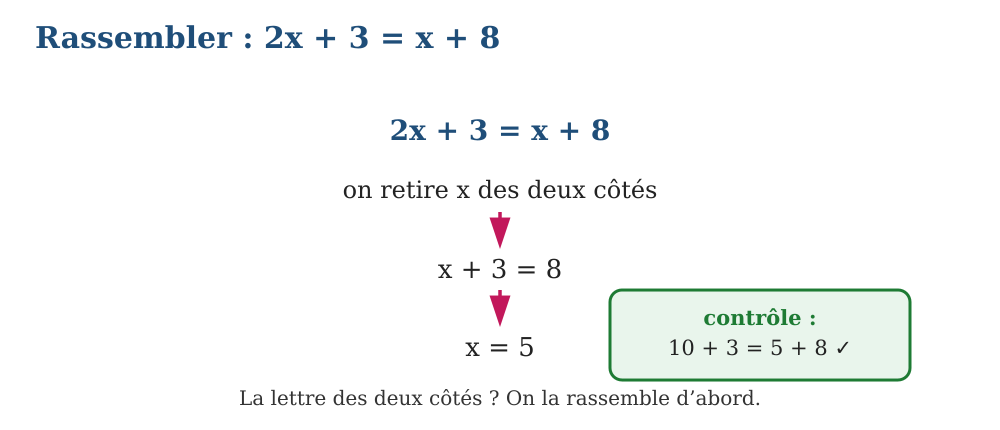 Rassembler : 2x + 3 = x + 8
2x + 3 = x + 8
on retire x des deux côtés
x + 3 = 8
x = 5
contrôle :
10 + 3 = 5 + 8 ✓
La lettre des deux côtés ? On la rassemble d’abord.